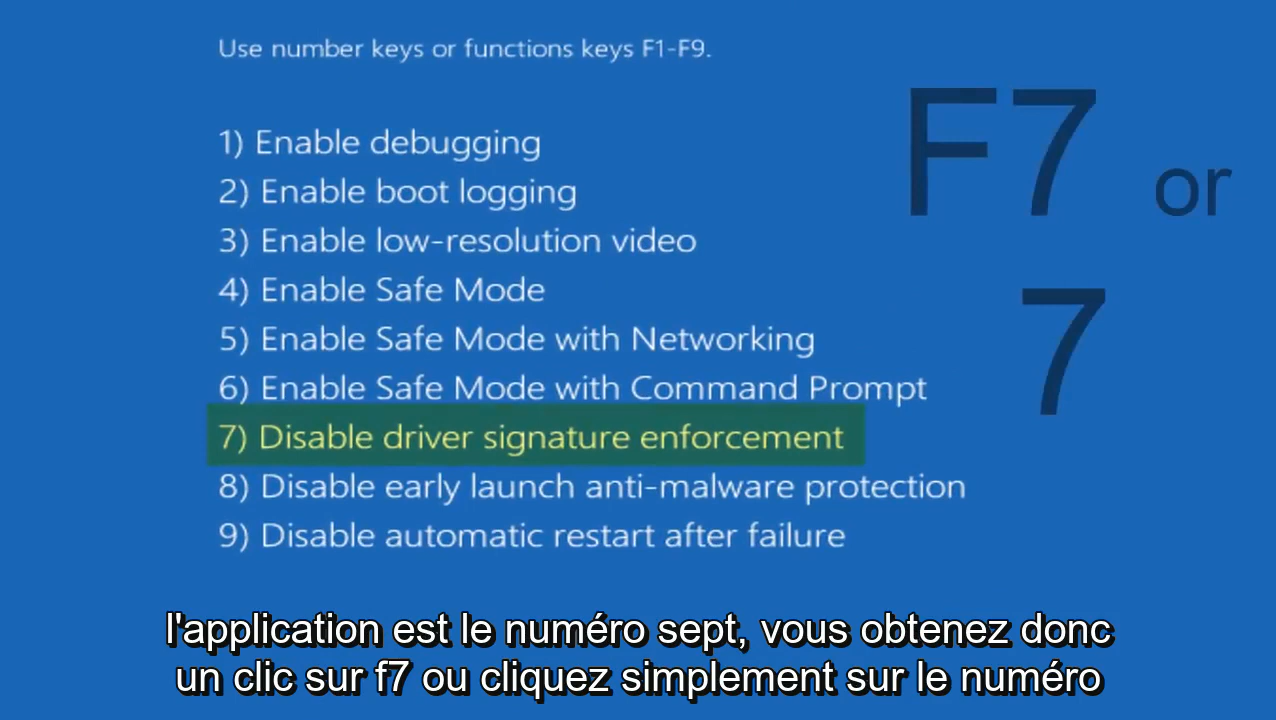 Use number keys or functions keys F1-F9.
F7 or
7
1) Enable debugging
2) Enable boot logging
3) Enable low-resolution video
4) Enable Safe Mode
5) Enable Safe Mode with Networking
6) Enable Safe Mode with Command Prompt
7) Disable driver signature enforcement
8) Disable early launch anti-malware protection
9) Disable automatic restart after failure
l'application est le numéro sept, vous obtenez donc
un clic sur f7 ou cliquez simplement sur le numéro